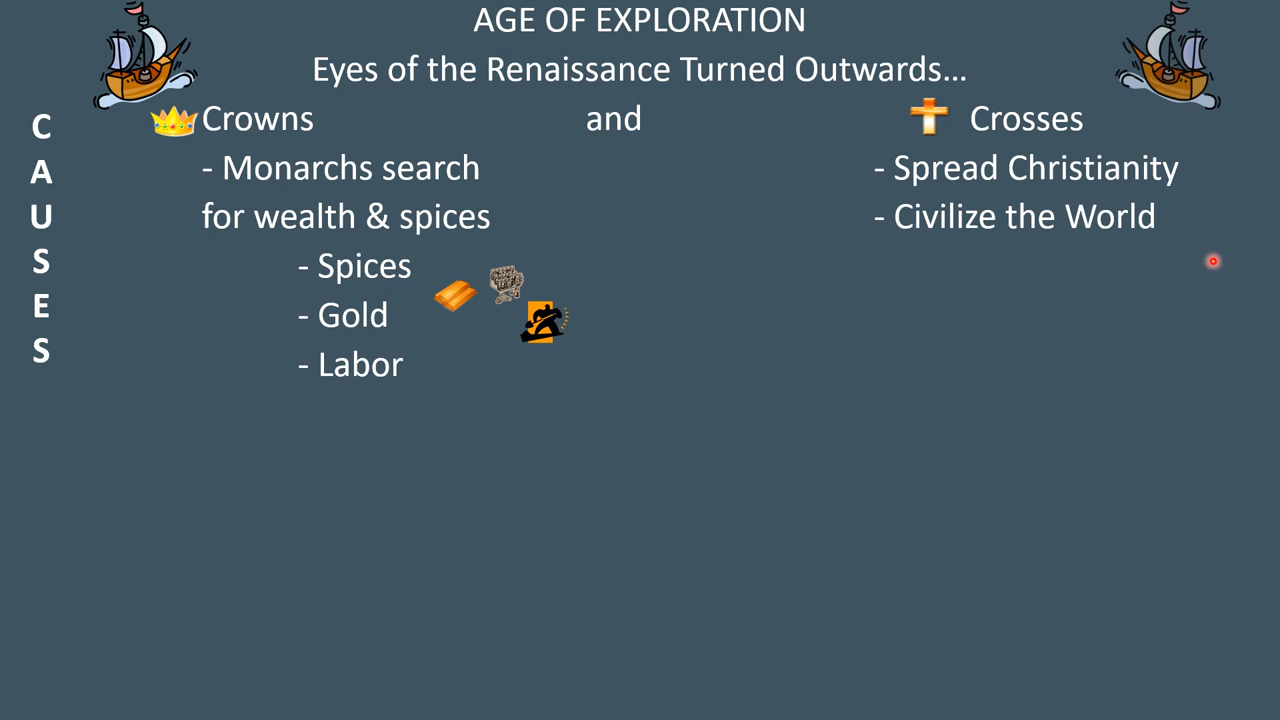 AGE OF EXPLORATION
Eyes of the Renaissance Turned Outwards…
CAUSES
Crowns and Crosses
- Monarchs search
for wealth & spices
- Spices
- Gold
- Labor
- Spread Christianity
- Civilize the World